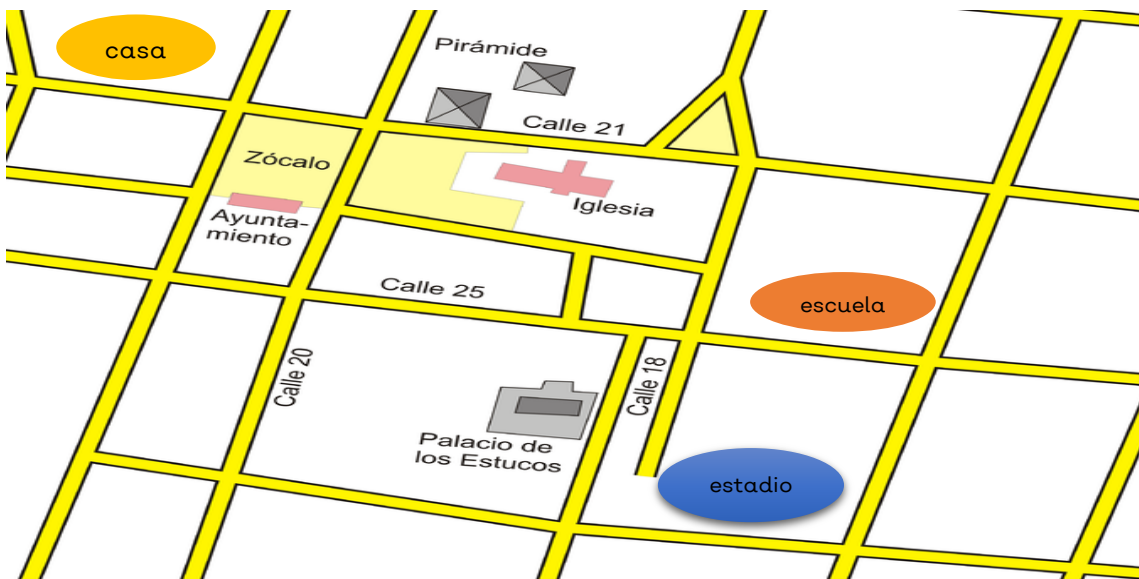 casa
Pirámide
Calle 21
Zócalo
Iglesia
Ayunta-
miento
Calle 25
escuela
Calle 20
Calle 18
Palacio de
los Estucos
estadio